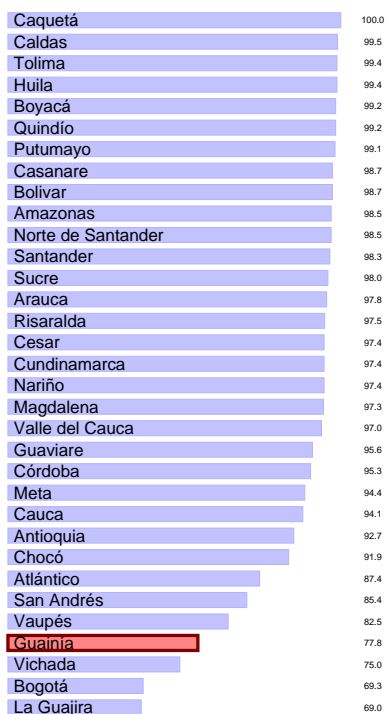 Caquetá 100.0
Caldas 99.5
Tolima 99.4
Huila 99.4
Boyacá 99.2
Quindío 99.2
Putumayo 99.1
Casanare 98.7
Bolivar 98.7
Amazonas 98.5
Norte de Santander 98.5
Santander 98.3
Sucre 98.0
Arauca 97.8
Risaralda 97.5
Cesar 97.4
Cundinamarca 97.4
Nariño 97.4
Magdalena 97.3
Valle del Cauca 97.0
Guaviare 95.6
Córdoba 95.3
Meta 94.4
Cauca 94.1
Antioquia 92.7
Chocó 91.9
Atlántico 87.4
San Andrés 85.4
Vaupés 82.5
Guainía 77.8
Vichada 75.0
Bogotá 69.3
La Guajira 69.0